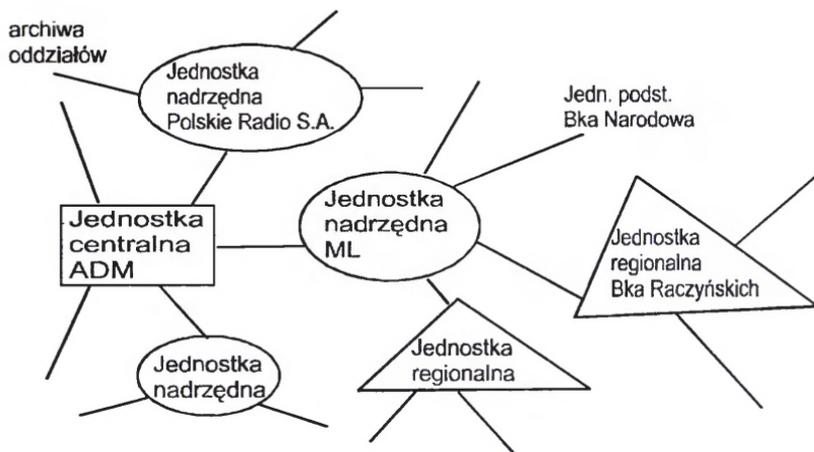 archiwa
oddziałów
Jednostka
nadrzędna
Polskie Radio S.A.
Jedn. podst.
Bka Narodowa
Jednostka
centralna
ADM
Jednostka
nadrzędna
ML
Jednostka
regionalna
Bka Raczyńskich
Jednostka
nadrzędna
Jednostka
regionalna